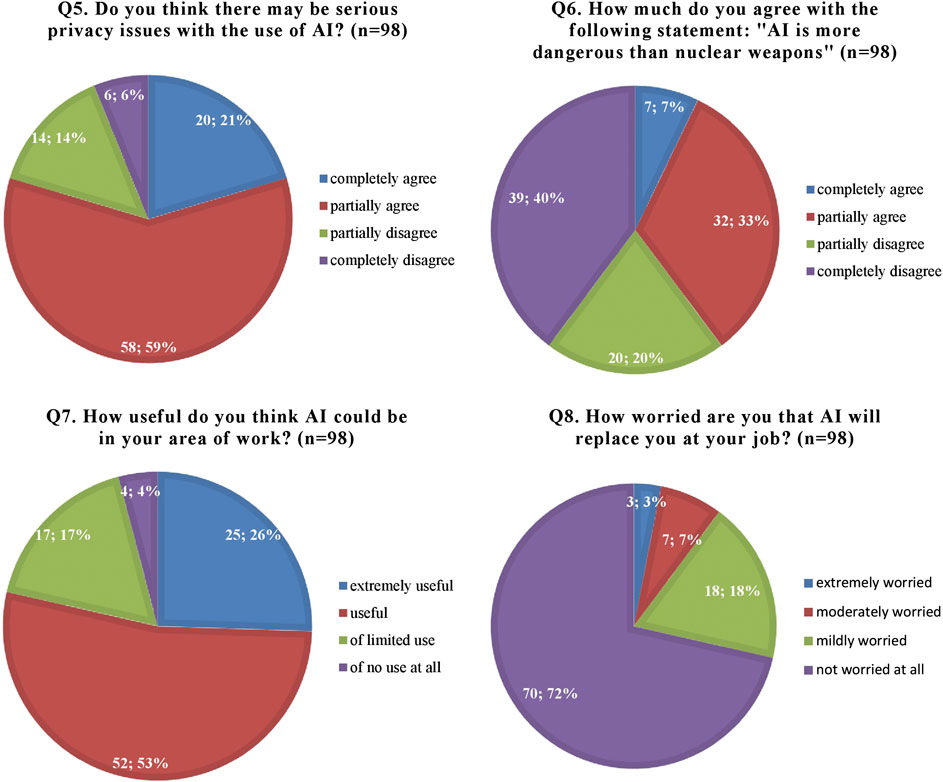 Q5. Do you think there may be serious
privacy issues with the use of AI? (n=98)
6; 6%
20; 21%
14; 14%
58; 59%
completely agree
partially agree
partially disagree
completely disagree
Q6. How much do you agree with the
following statement: "AI is more
dangerous than nuclear weapons" (n=98)
7; 7%
39; 40%
32; 33%
20; 20%
completely agree
partially agree
partially disagree
completely disagree
Q7. How useful do you think AI could be
in your area of work? (n=98)
4; 4%
17; 17%
25; 26%
52; 53%
extremely useful
useful
of limited use
of no use at all
Q8. How worried are you that AI will
replace you at your job? (n=98)
3; 3%
7; 7%
18; 18%
70; 72%
extremely worried
moderately worried
mildly worried
not worried at all